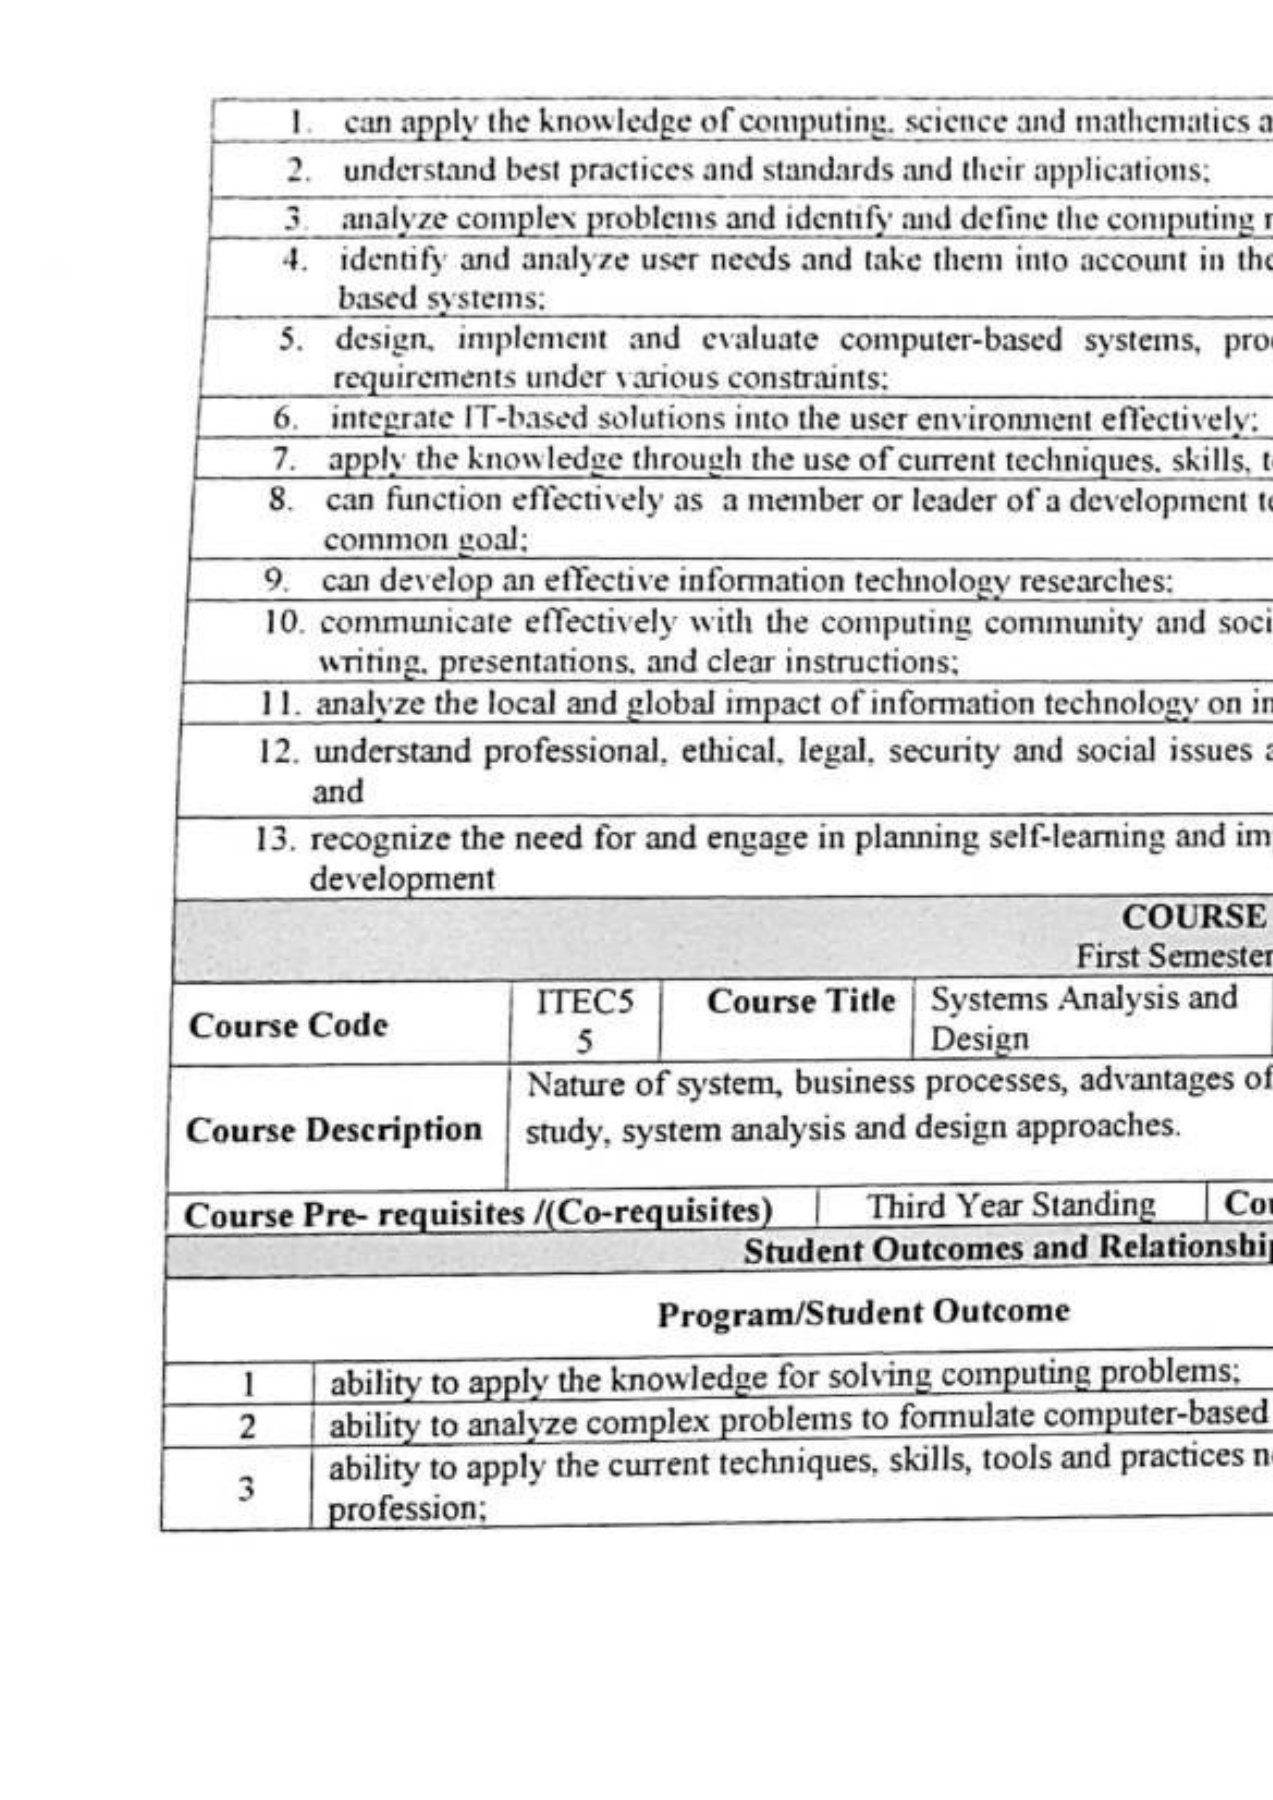 1. can apply the knowledge of computing, science and mathematics a
2. understand best practices and standards and their applications;
3. analyze complex problems and identify and define the computing r
4. identify and analyze user needs and take them into account in the
based systems;
5. design, implement and evaluate computer-based systems, pro
requirements under various constraints;
6. integrate IT-based solutions into the user environment effectively;
7. apply the knowledge through the use of current techniques, skills, t
8. can function effectively as a member or leader of a development te
common goal;
9. can develop an effective information technology researches;
10. communicate effectively with the computing community and soci
writing, presentations, and clear instructions;
11. analyze the local and global impact of information technology on in
12. understand professional, ethical, legal, security and social issues a
and
13. recognize the need for and engage in planning self-learning and im
development
COURSE
First Semester
Course Code ITEC5 Course Title Systems Analysis and
5 Design
Nature of system, business processes, advantages of
Course Description study, system analysis and design approaches.
Course Pre- requisites /(Co-requisites) Third Year Standing Cou
Student Outcomes and Relationship
Program/Student Outcome
1 ability to apply the knowledge for solving computing problems;
2 ability to analyze complex problems to formulate computer-based
3 ability to apply the current techniques, skills, tools and practices n
profession;